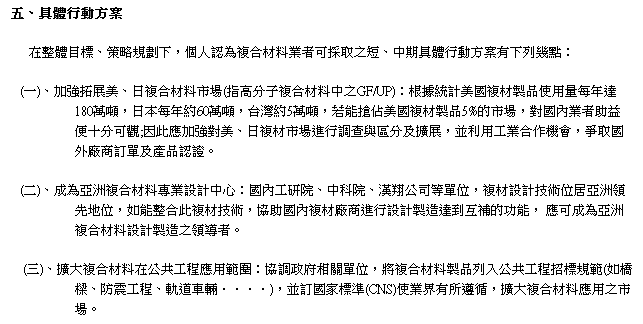 五、具體行動方案
在整體目標、策略規劃下，個人認為複合材料業者可採取之短、中期具體行動方案有下列幾點：
(一)、加強拓展美、日複合材料市場(指高分子複合材料中之GF/UP)：根據統計美國複材製品使用量每年達
180萬噸，日本每年約60萬噸，台灣約5萬噸，若能搶佔美國複材製品5%的市場，對國內業者助益
便十分可觀;因此應加強對美、日複材市場進行調查與區分及擴展，並利用工業合作機會，爭取國
外廠商訂單及產品認證。
(二)、成為亞洲複合材料專業設計中心：國內工研院、中科院、漢翔公司等單位，複材設計技術位居亞洲領
先地位，如能整合此複材技術，協助國內複材廠商進行設計製造達到互補的功能， 應可成為亞洲
複合材料設計製造之領導者。
(三)、擴大複合材料在公共工程應用範圍：協調政府相關單位，將複合材料製品列入公共工程招標規範(如橋
樑、防震工程、軌道車輛．．．．)，並訂國家標準(CNS)使業界有所遵循，擴大複合材料應用之市
場。